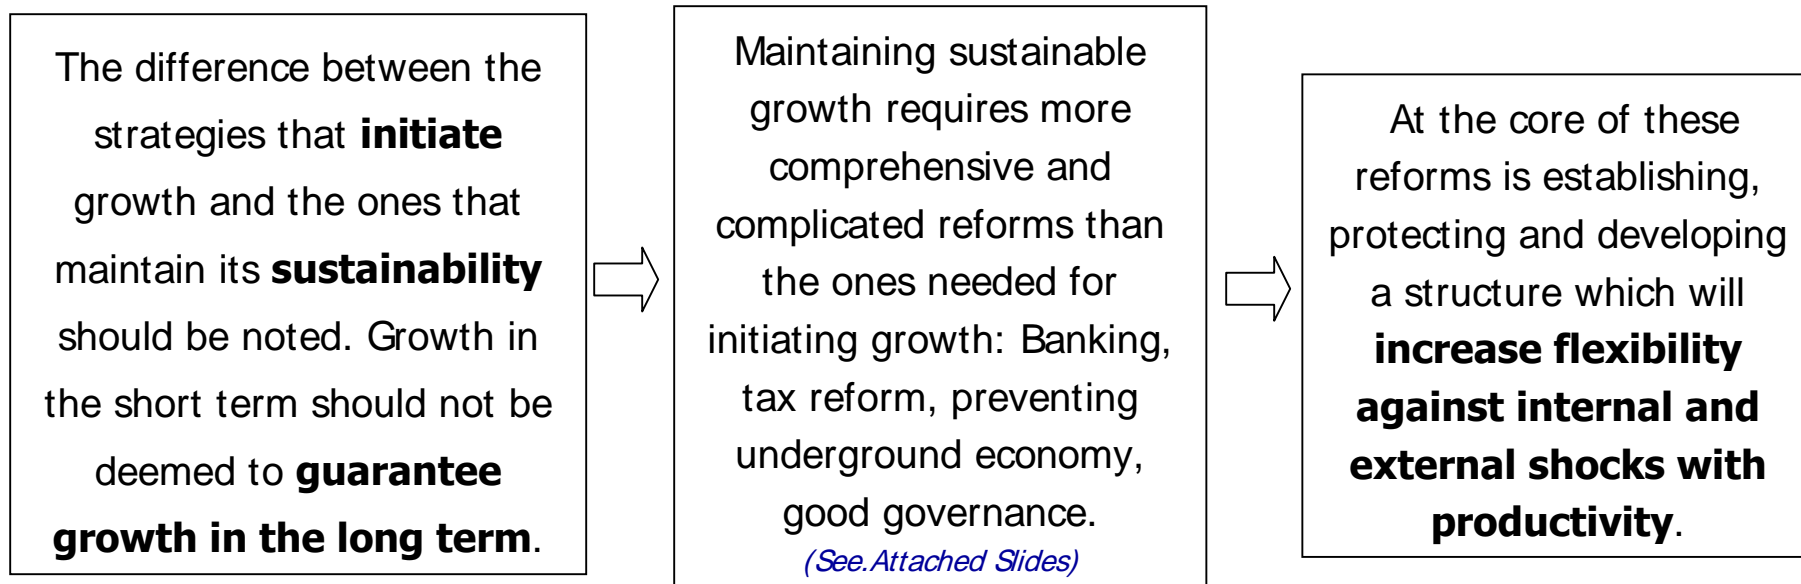 The difference between the
strategies that initiate
growth and the ones that
maintain its sustainability
should be noted. Growth in
the short term should not be
deemed to guarantee
growth in the long term.
Maintaining sustainable
growth requires more
comprehensive and
complicated reforms than
the ones needed for
initiating growth: Banking,
tax reform, preventing
underground economy,
good governance.
(See.Attached Slides)
At the core of these
reforms is establishing,
protecting and developing
a structure which will
increase flexibility
against internal and
external shocks with
productivity.